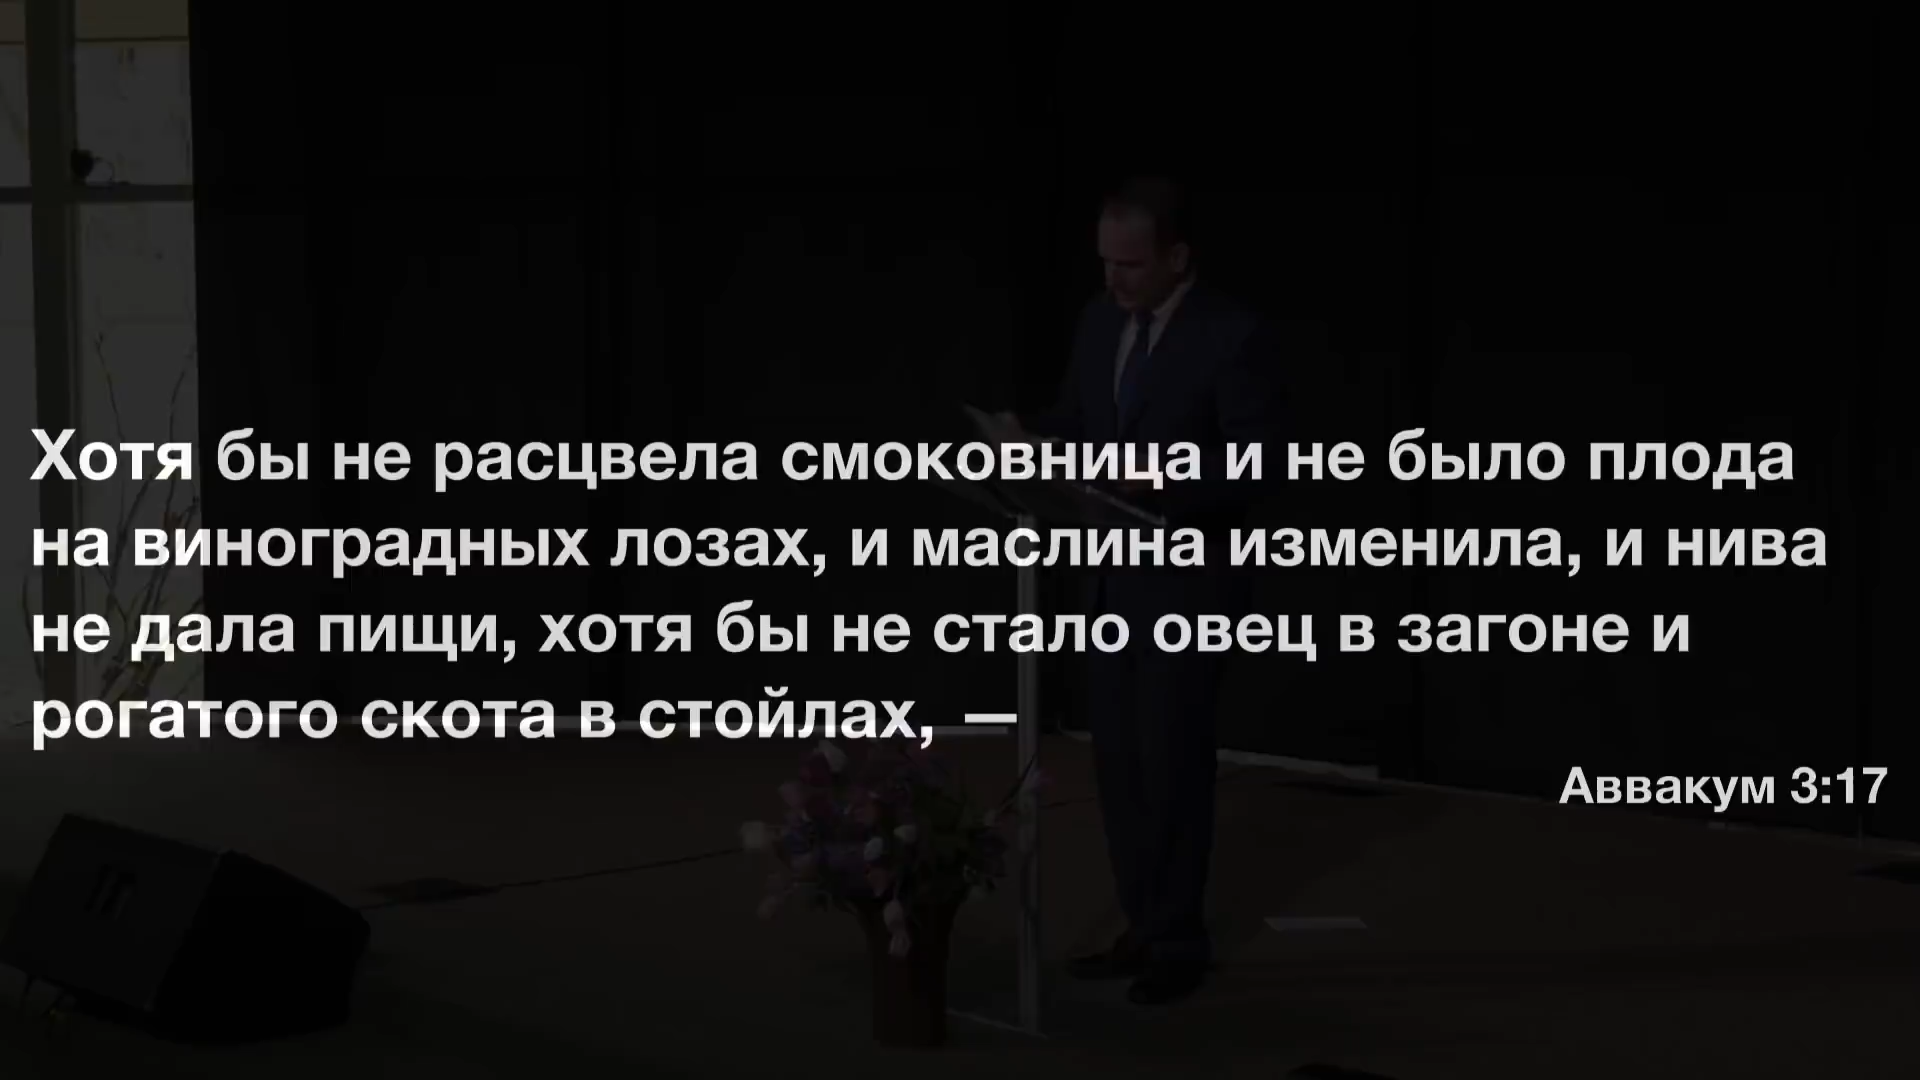 Хотя бы не расцвела смоковница и не было плода
на виноградных лозах, и маслина изменила, и нива
не дала пищи, хотя бы не стало овец в загоне и
рогатого скота в стойлах, —
Аввакум 3:17